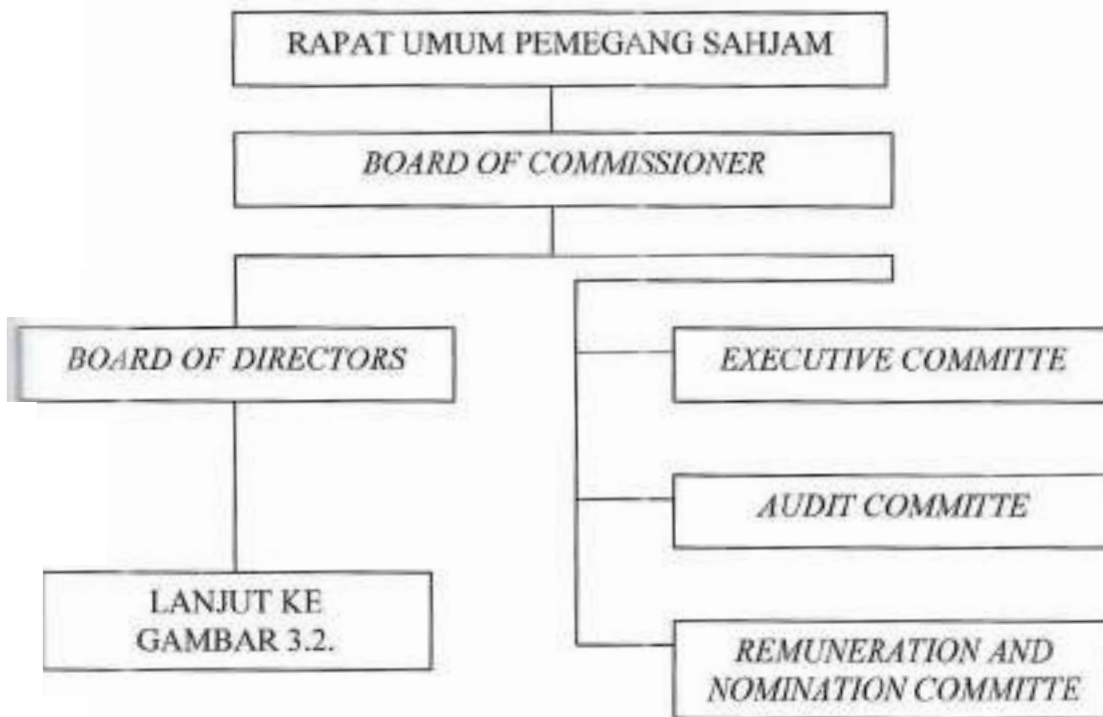 RAPAT UMUM PEMEGANG SAHJAM
BOARD OF COMMISSIONER
BOARD OF DIRECTORS
EXECUTIVE COMMITTE
AUDIT COMMITTE
LANJUT KE
GAMBAR 3.2.
REMUNERATION AND
NOMINATION COMMITTE